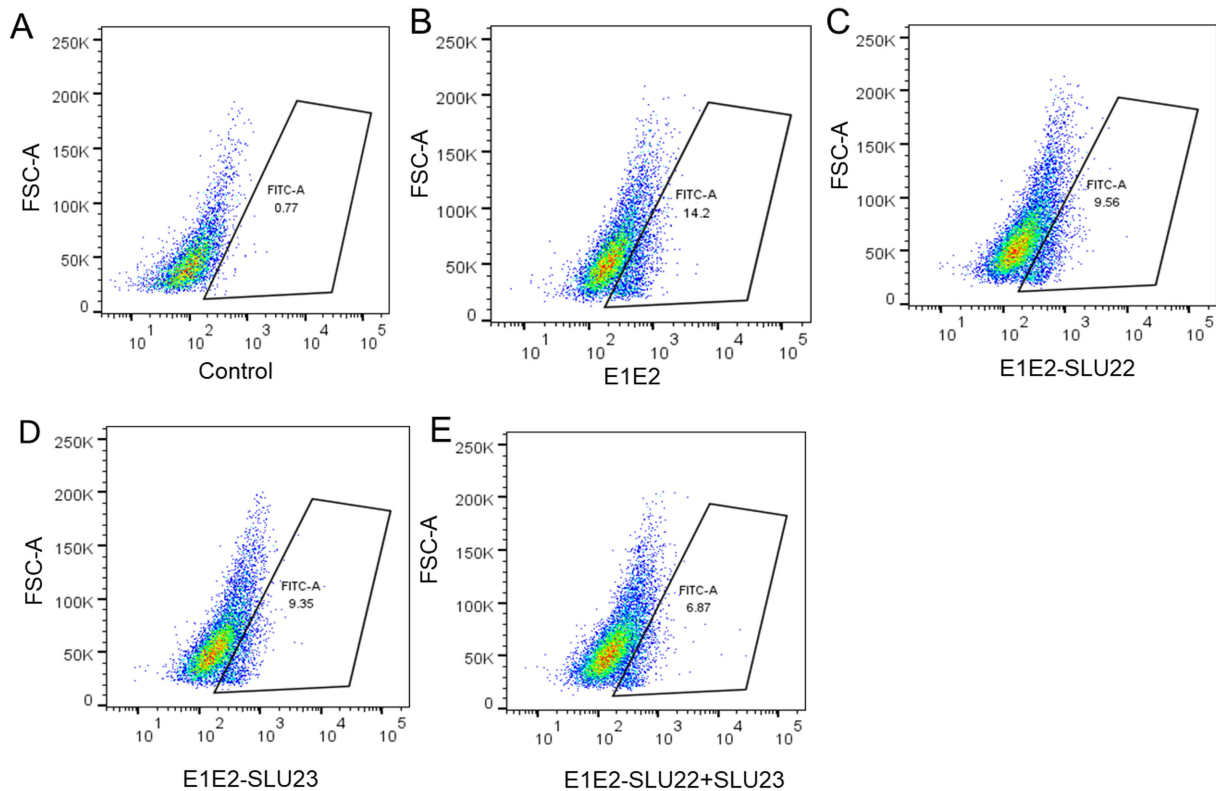 A
250K
200K
150K
100K
50K
0
FSC-A
FITC-A
0.77
10^1
10^2
10^3
10^4
10^5
Control
B
250K
200K
150K
100K
50K
0
FSC-A
FITC-A
14.2
10^1
10^2
10^3
10^4
10^5
E1E2
C
250K
200K
150K
100K
50K
0
FSC-A
FITC-A
9.56
10^1
10^2
10^3
10^4
10^5
E1E2-SLU22
D
250K
200K
150K
100K
50K
0
FSC-A
FITC-A
9.35
10^1
10^2
10^3
10^4
10^5
E1E2-SLU23
E
250K
200K
150K
100K
50K
0
FSC-A
FITC-A
6.87
10^1
10^2
10^3
10^4
10^5
E1E2-SLU22+SLU23